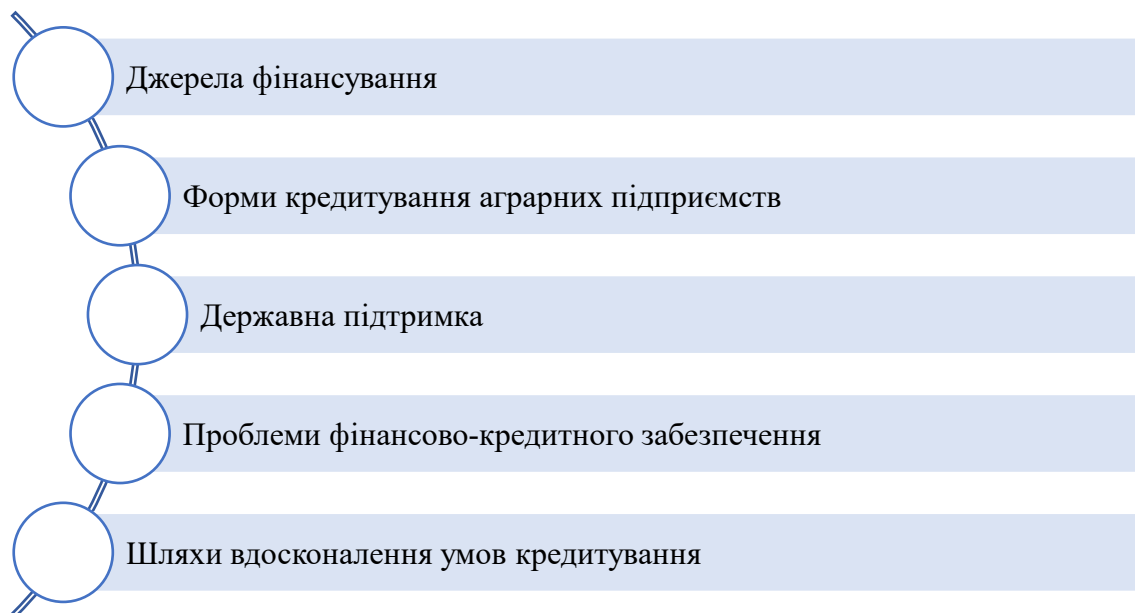 Джерела фінансування
Форми кредитування аграрних підприємств
Державна підтримка
Проблеми фінансово-кредитного забезпечення
Шляхи вдосконалення умов кредитування